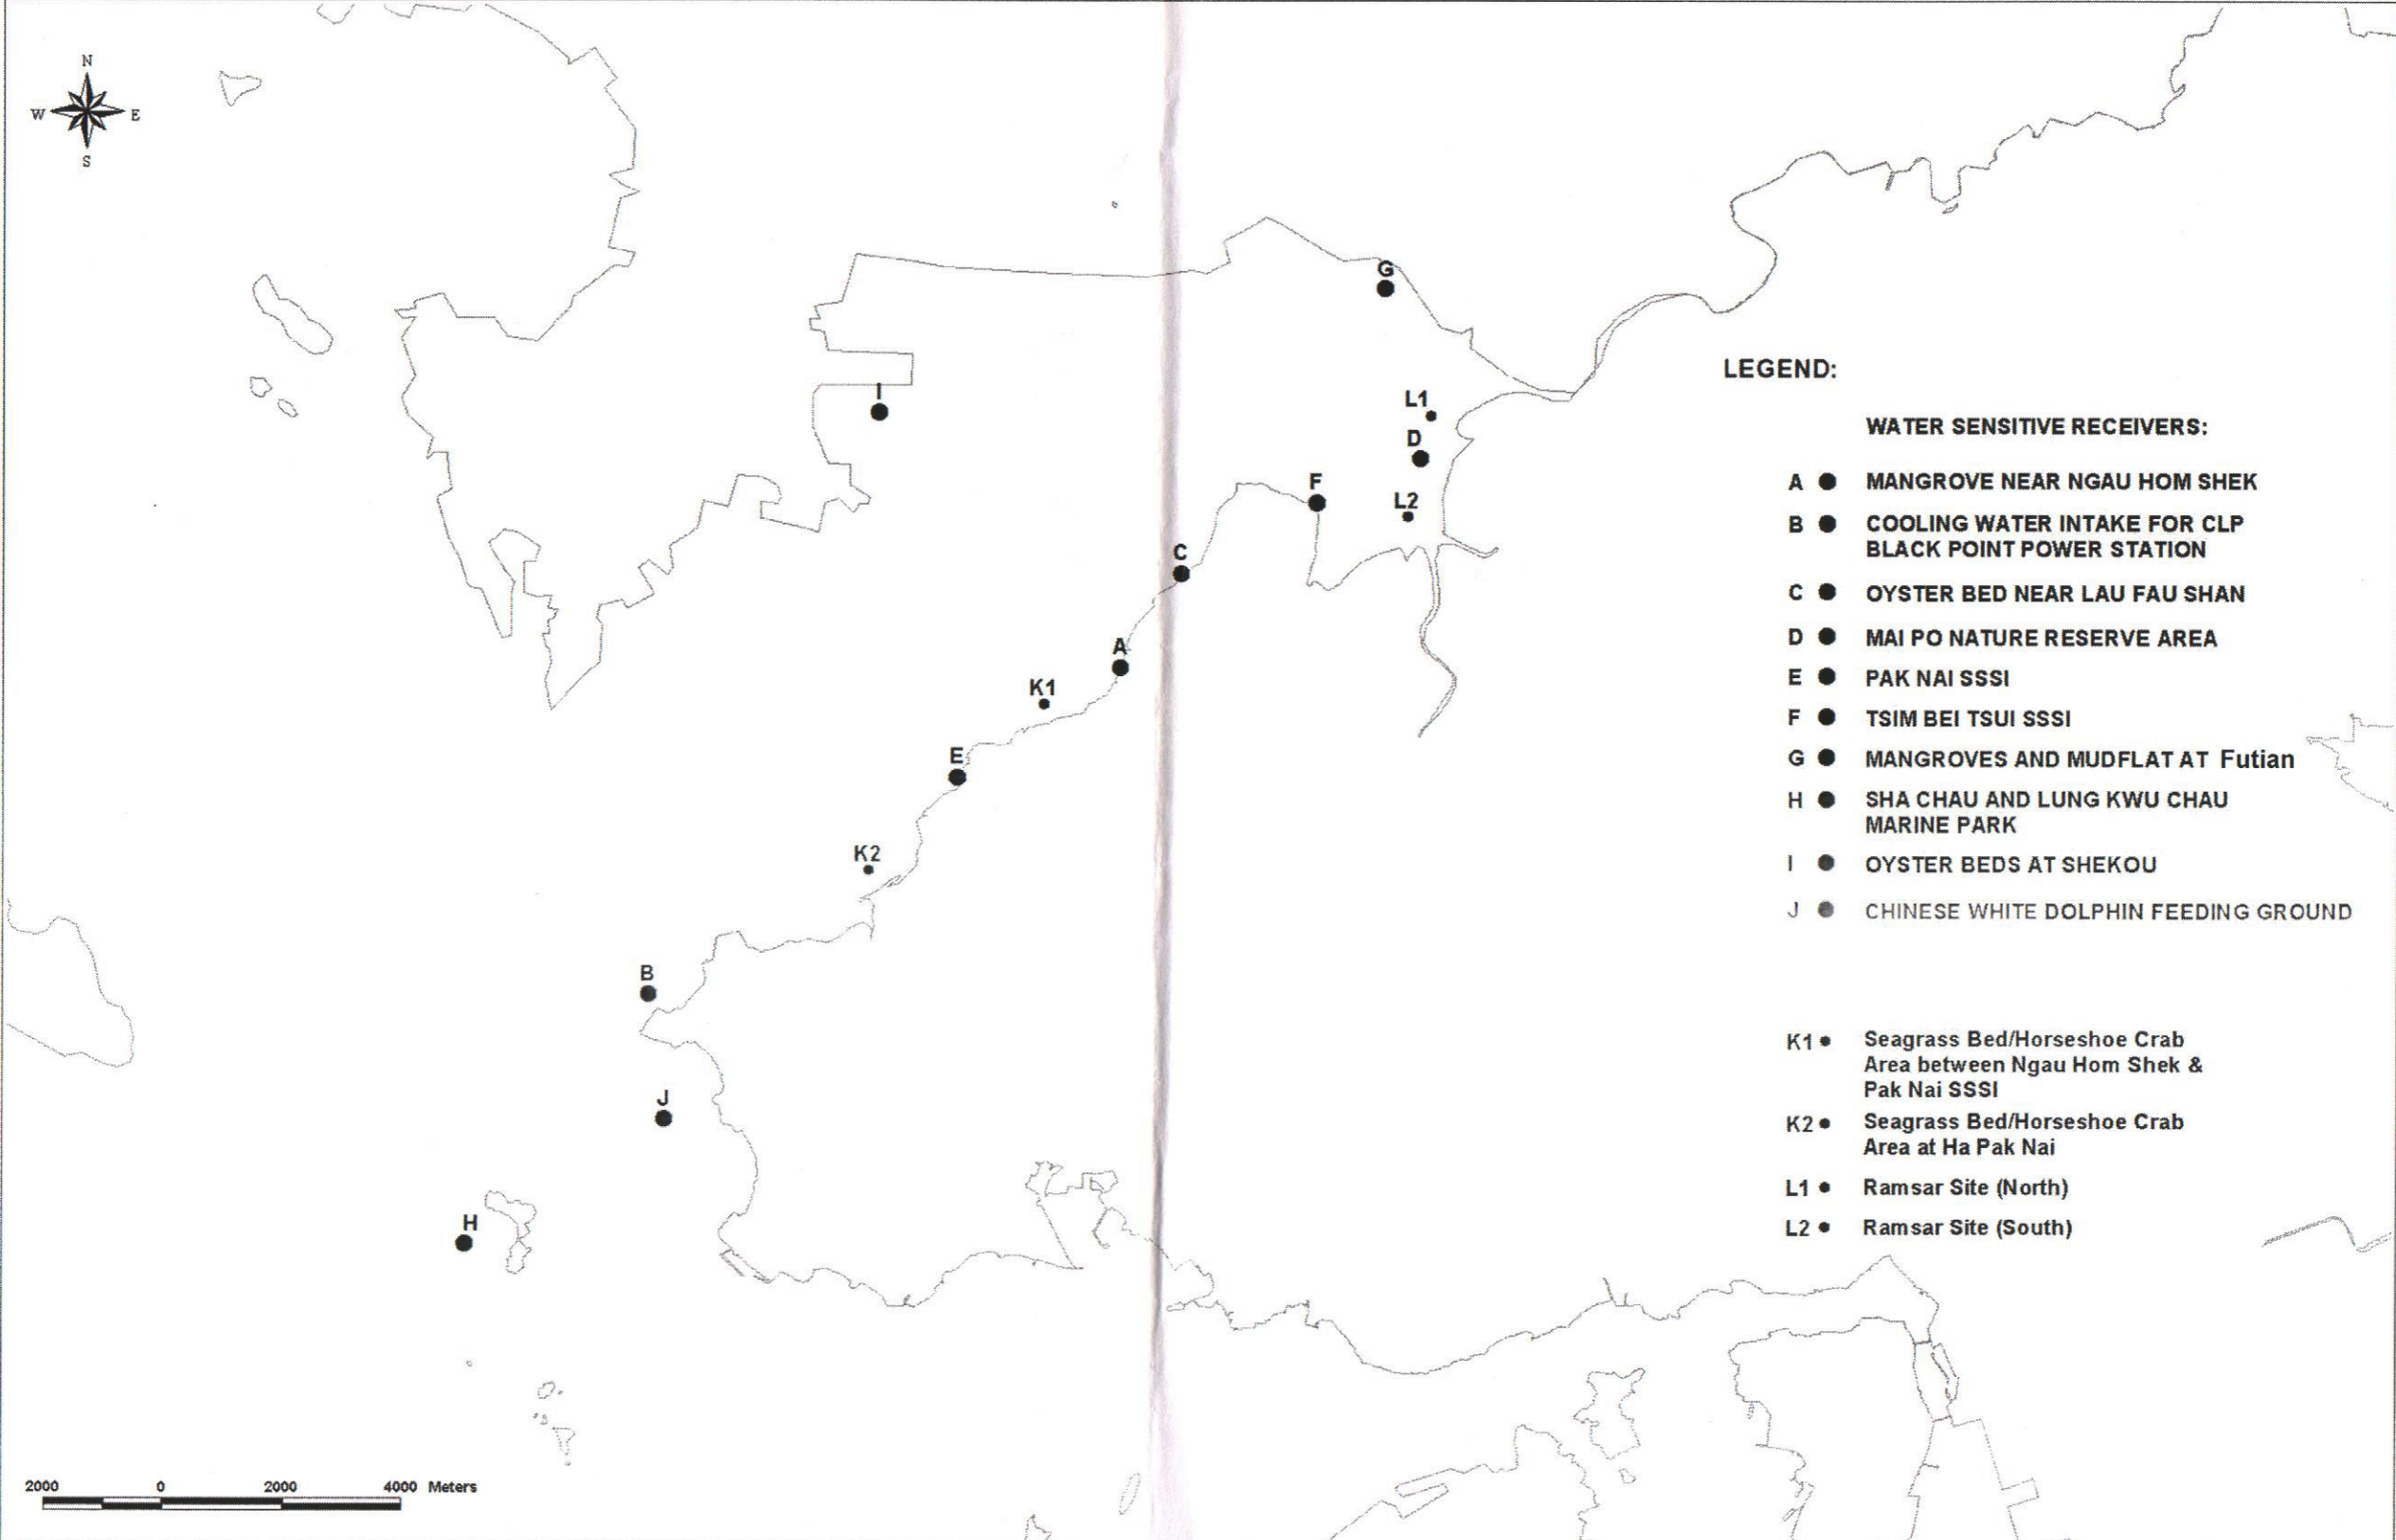 N
W E
S
G
I
L1
D
F
L2
C
A
K1
E
K2
B
J
H
LEGEND:
WATER SENSITIVE RECEIVERS:
A MANGROVE NEAR NGAU HOM SHEK
B COOLING WATER INTAKE FOR CLP
BLACK POINT POWER STATION
C OYSTER BED NEAR LAU FAU SHAN
D MAI PO NATURE RESERVE AREA
E PAK NAI SSSI
F TSIM BEI TSUI SSSI
G MANGROVES AND MUDFLAT AT Futian
H SHA CHAU AND LUNG KWU CHAU
MARINE PARK
I OYSTER BEDS AT SHEKOU
J CHINESE WHITE DOLPHIN FEEDING GROUND
K1 Seagrass Bed/Horseshoe Crab
Area between Ngau Hom Shek &
Pak Nai SSSI
K2 Seagrass Bed/Horseshoe Crab
Area at Ha Pak Nai
L1 Ramsar Site (North)
L2 Ramsar Site (South)
2000 0 2000 4000 Meters